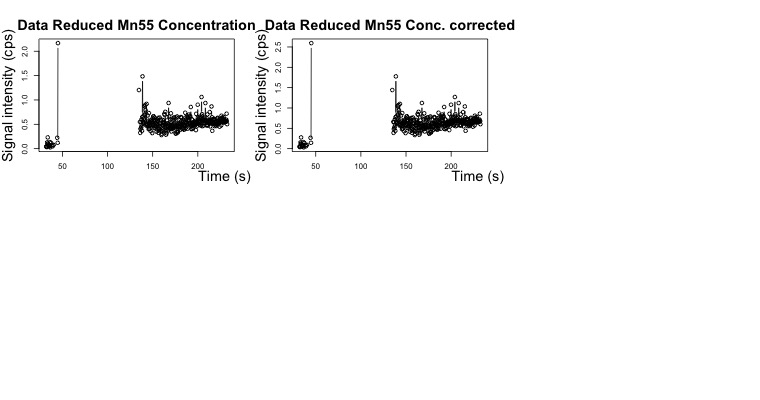 Data Reduced Mn55 Concentration
Signal intensity (cps)
2.0
1.5
1.0
0.5
0.0
50 100 150 200
Time (s)
Data Reduced Mn55 Conc. corrected
Signal intensity (cps)
2.5
2.0
1.5
1.0
0.5
0.0
50 100 150 200
Time (s)